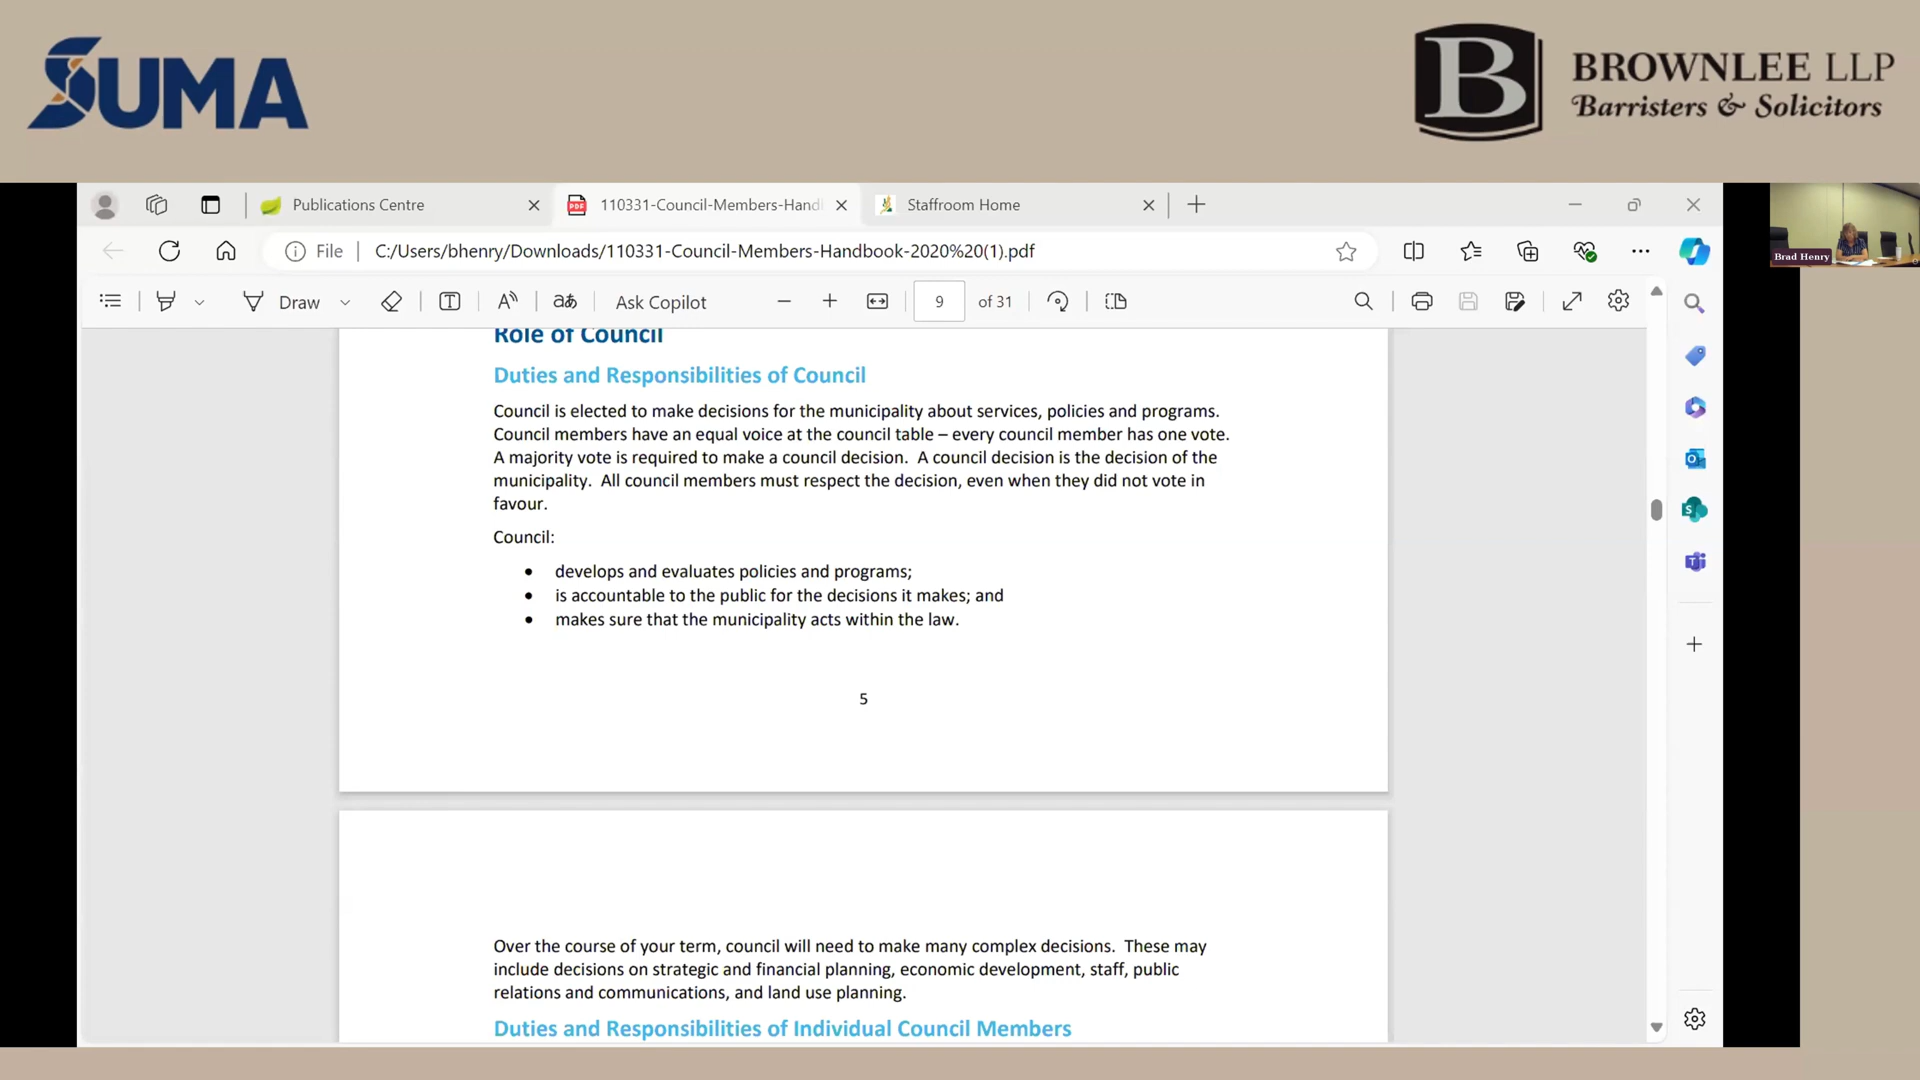 SUMA
B
BROWNLEE LLP
Barristers & Solicitors
Publications Centre
110331-Council-Members-Hand
Staffroom Home
File
C:/Users/bhenry/Downloads/110331-Council-Members-Handbook-2020%20(1).pdf
Brad Henry
Draw
Ask Copilot
9
of 31
Role of Council
Duties and Responsibilities of Council
Council is elected to make decisions for the municipality about services, policies and programs.
Council members have an equal voice at the council table – every council member has one vote.
A majority vote is required to make a council decision.  A council decision is the decision of the
municipality.  All council members must respect the decision, even when they did not vote in
favour.
Council:
• develops and evaluates policies and programs;
• is accountable to the public for the decisions it makes; and
• makes sure that the municipality acts within the law.
5
Over the course of your term, council will need to make many complex decisions.  These may
include decisions on strategic and financial planning, economic development, staff, public
relations and communications, and land use planning.
Duties and Responsibilities of Individual Council Members